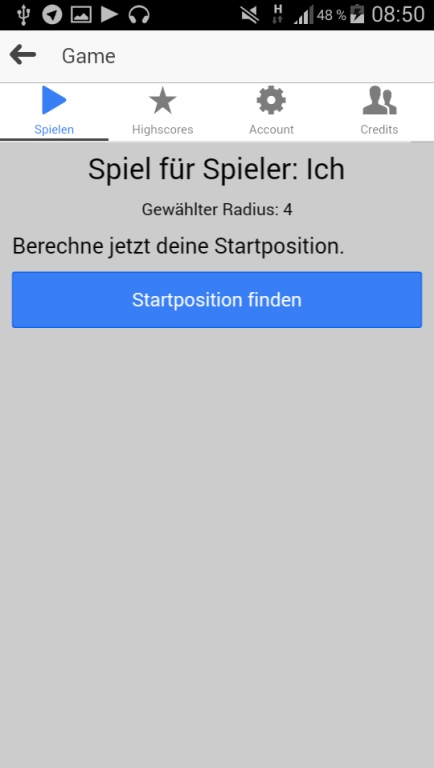 H 48 % 08:50
Game
Spielen Highscores Account Credits
Spiel für Spieler: Ich
Gewählter Radius: 4
Berechne jetzt deine Startposition.
Startposition finden